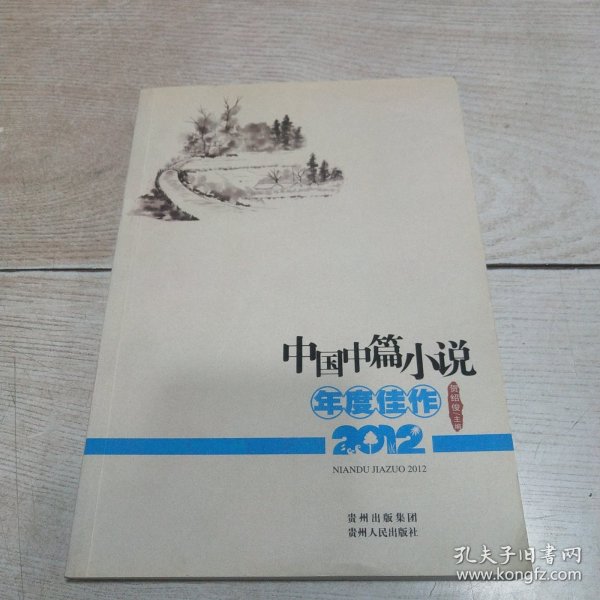 中国中篇小说
年度佳作
贺绍俊/主编
2012
NIANDU JIAZUO 2012
贵州出版集团
贵州人民出版社
孔夫子旧书网
www.kongfz.com